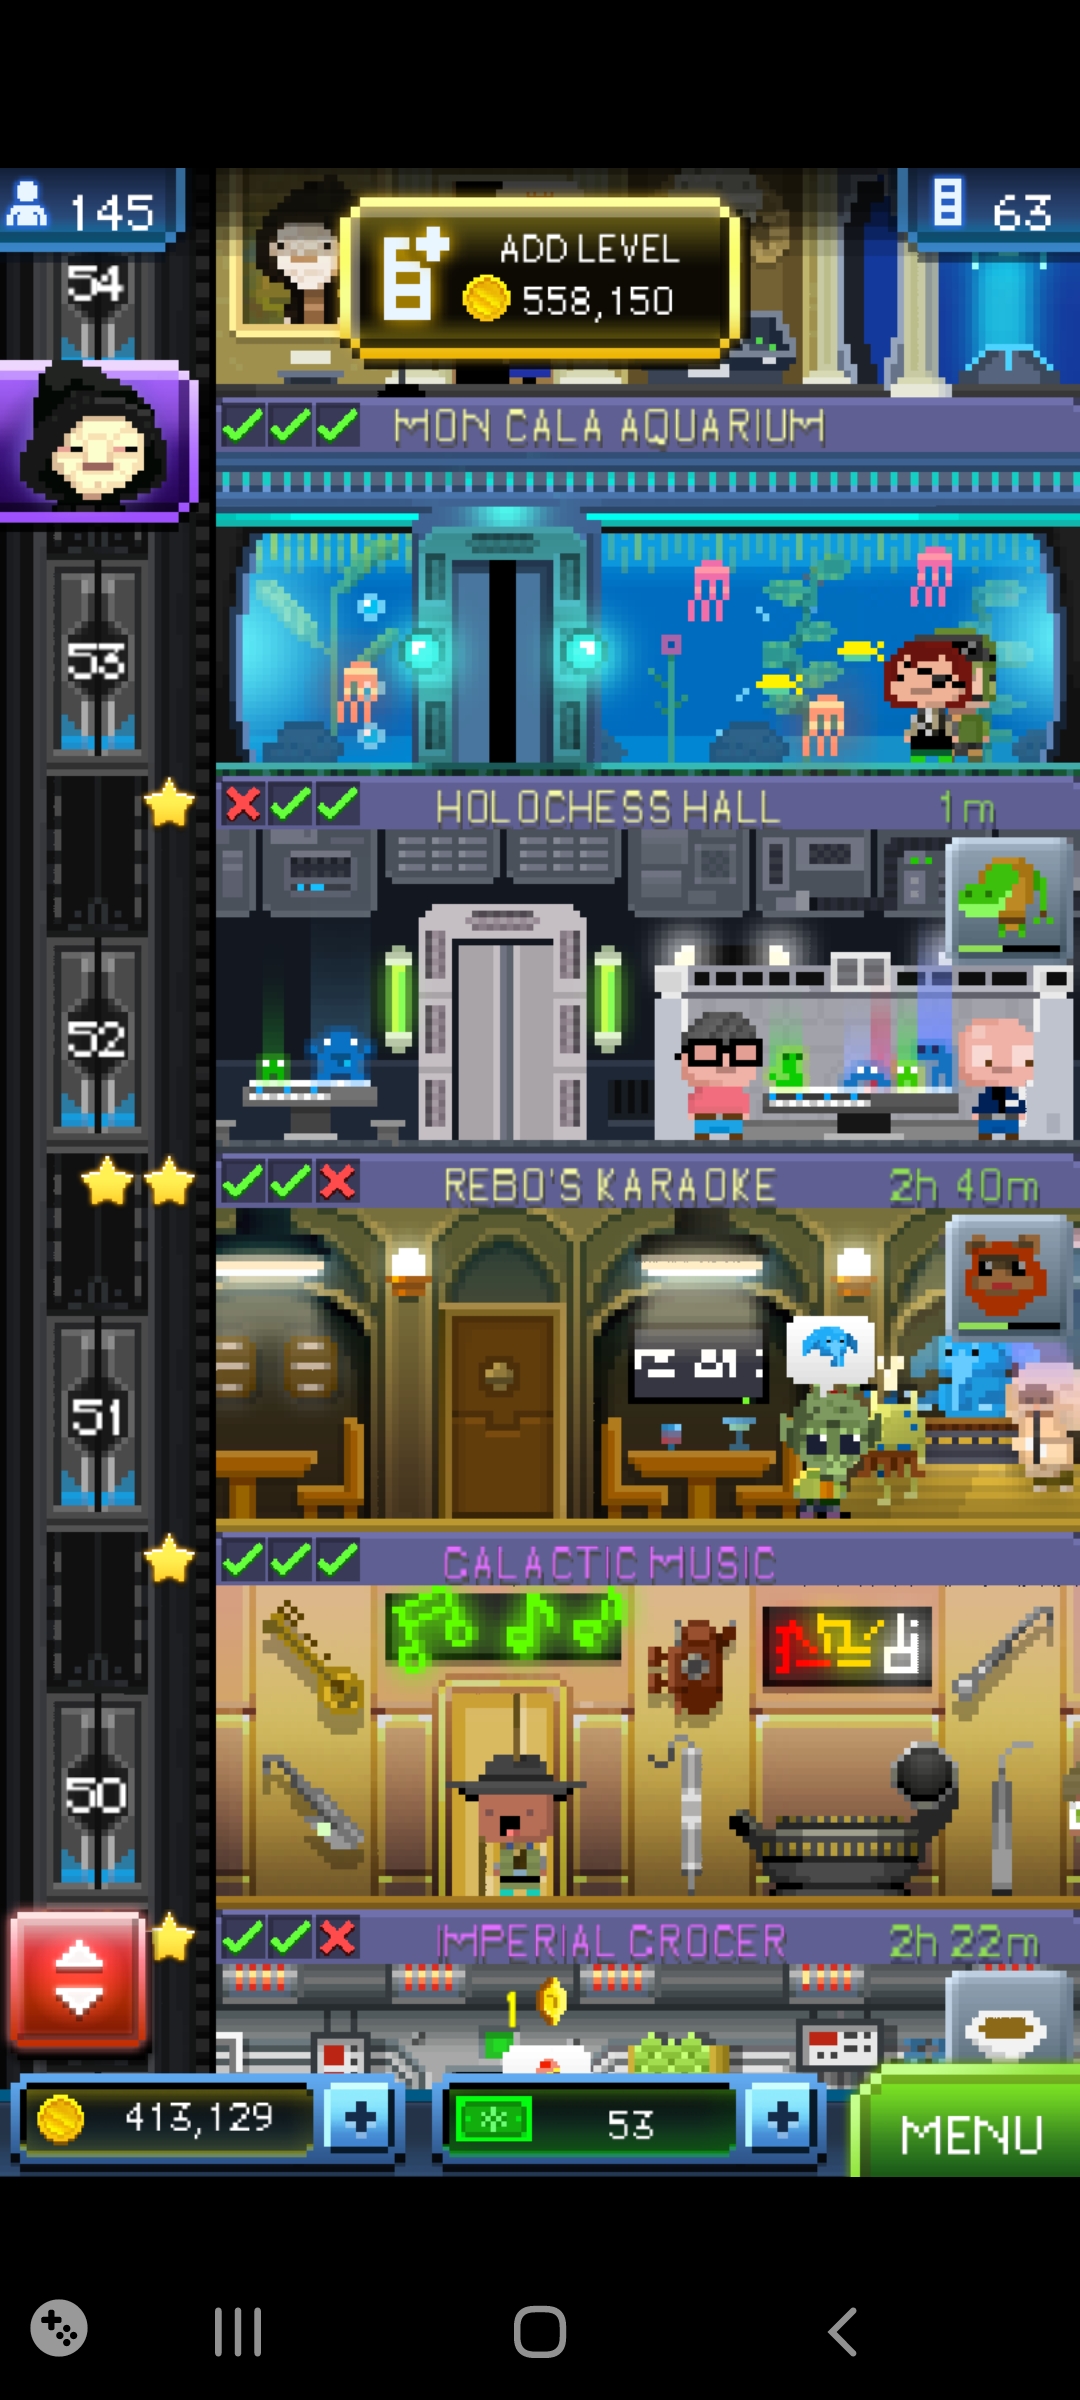 145
ADD LEVEL
558,150
63
54
MON CALA AQUARIUM
53
HOLOCHESS HALL 1m
52
REBO'S KARAOKE 2h 40m
51
GALACTIC MUSIC
50
IMPERIAL GROCER 2h 22m
1
413,129
53
MENU